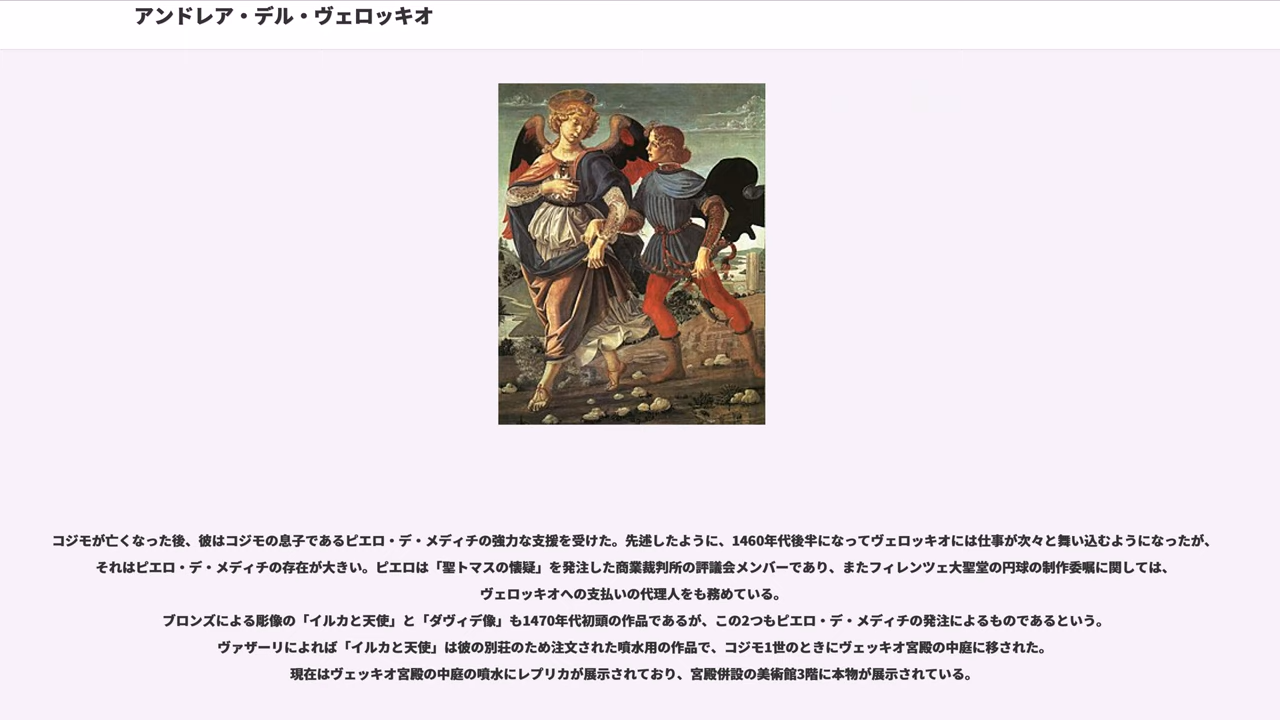 アンドレア・デル・ヴェロッキオ
コジモが亡くなった後、彼はコジモの息子であるピエロ・デ・メディチの強力な支援を受けた。先述したように、1460年代後半になってヴェロッキオには仕事が次々と舞い込むようになったが、
それはピエロ・デ・メディチの存在が大きい。ピエロは「聖トマスの懐疑」を発注した商業裁判所の評議会メンバーであり、またフィレンツェ大聖堂の円球の制作委嘱に関しては、
ヴェロッキオへの支払いの代理人をも務めている。
ブロンズによる彫像の「イルカと天使」と「ダヴィデ像」も1470年代初頭の作品であるが、この2つもピエロ・デ・メディチの発注によるものであるという。
ヴァザーリによれば「イルカと天使」は彼の別荘のため注文された噴水用の作品で、コジモ1世のときにヴェッキオ宮殿の中庭に移された。
現在はヴェッキオ宮殿の中庭の噴水にレプリカが展示されており、宮殿併設の美術館3階に本物が展示されている。